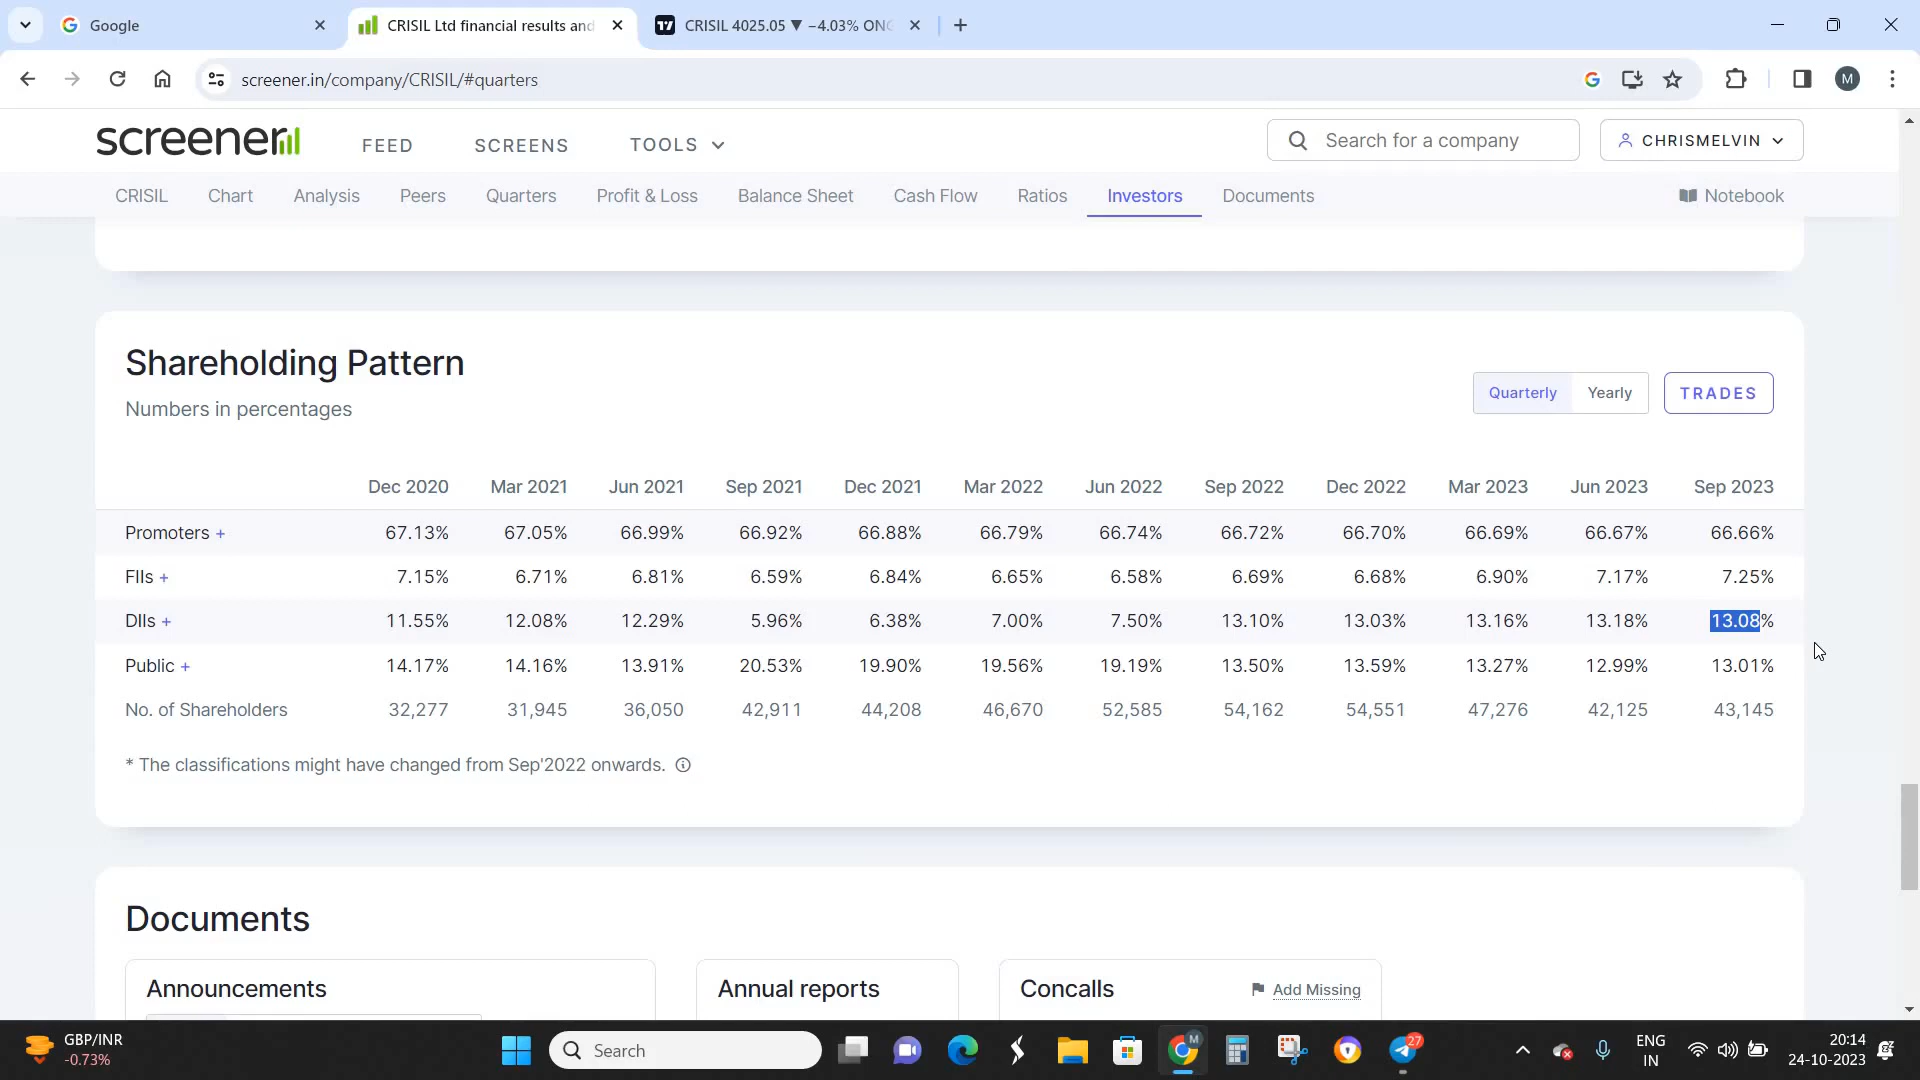 Google
CRISIL Ltd financial results and
CRISIL 4025.05 ▼ −4.03% ONG
screener.in/company/CRISIL/#quarters
M
screener
FEED
SCREENS
TOOLS
Search for a company
CHRISMELVIN
CRISIL
Chart
Analysis
Peers
Quarters
Profit & Loss
Balance Sheet
Cash Flow
Ratios
Investors
Documents
Notebook
Shareholding Pattern
Numbers in percentages
Quarterly
Yearly
TRADES
Dec 2020 Mar 2021 Jun 2021 Sep 2021 Dec 2021 Mar 2022 Jun 2022 Sep 2022 Dec 2022 Mar 2023 Jun 2023 Sep 2023
Promoters + 67.13% 67.05% 66.99% 66.92% 66.88% 66.79% 66.74% 66.72% 66.70% 66.69% 66.67% 66.66%
FIIs + 7.15% 6.71% 6.81% 6.59% 6.84% 6.65% 6.58% 6.69% 6.68% 6.90% 7.17% 7.25%
DIIs + 11.55% 12.08% 12.29% 5.96% 6.38% 7.00% 7.50% 13.10% 13.03% 13.16% 13.18% 13.08%
Public + 14.17% 14.16% 13.91% 20.53% 19.90% 19.56% 19.19% 13.50% 13.59% 13.27% 12.99% 13.01%
No. of Shareholders 32,277 31,945 36,050 42,911 44,208 46,670 52,585 54,162 54,551 47,276 42,125 43,145
* The classifications might have changed from Sep'2022 onwards.
Documents
Announcements
Annual reports
Concalls
Add Missing
GBP/INR
-0.73%
Search
M
27
ENG
IN
20:14
24-10-2023